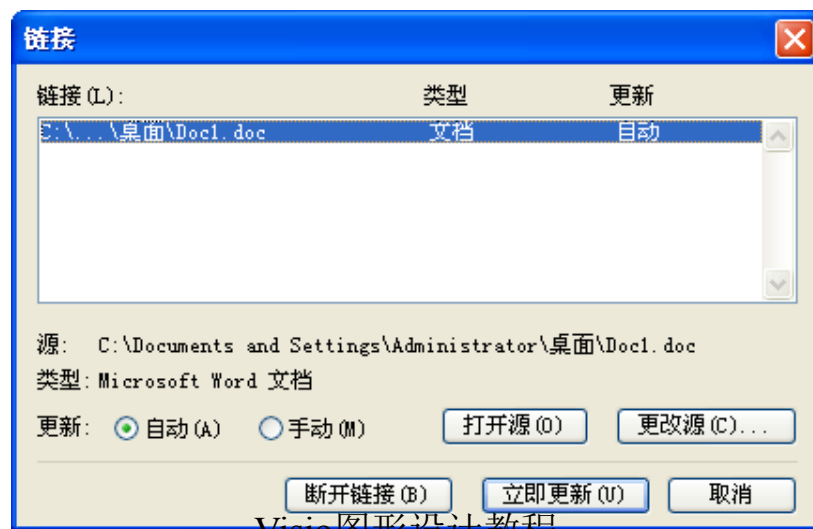 链接
链接(L): 类型 更新
C:\...\桌面\Doc1.doc 文档 自动
源: C:\Documents and Settings\Administrator\桌面\Doc1.doc
类型: Microsoft Word 文档
更新: 自动(A) 手动(M) 打开源(O) 更改源(C)...
断开链接(B) 立即更新(U) 取消
Visio图形设计教程